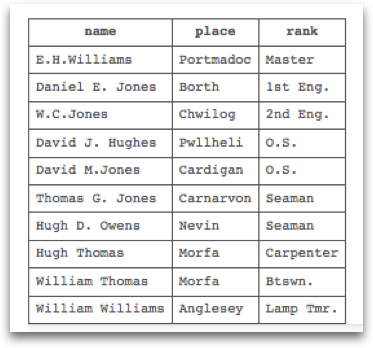 name place rank
E.H.Williams Portmadoc Master
Daniel E. Jones Borth 1st Eng.
W.C.Jones Chwilog 2nd Eng.
David J. Hughes Pwllheli O.S.
David M.Jones Cardigan O.S.
Thomas G. Jones Carnarvon Seaman
Hugh D. Owens Nevin Seaman
Hugh Thomas Morfa Carpenter
William Thomas Morfa Btswn.
William Williams Anglesey Lamp Tmr.